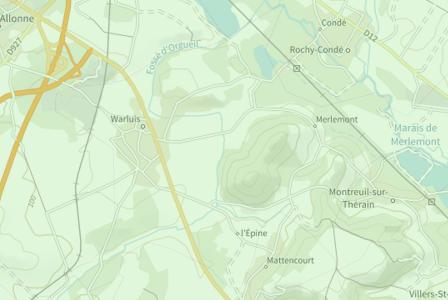 Allonne
D927
Fossé d'Orgueil
Condé
Rochy-Condé
D12
Warluis
Merlemont
Marais de
Merlemont
100
Montreuil-sur-
Thérain
l'Épine
Mattencourt
Villers-St-